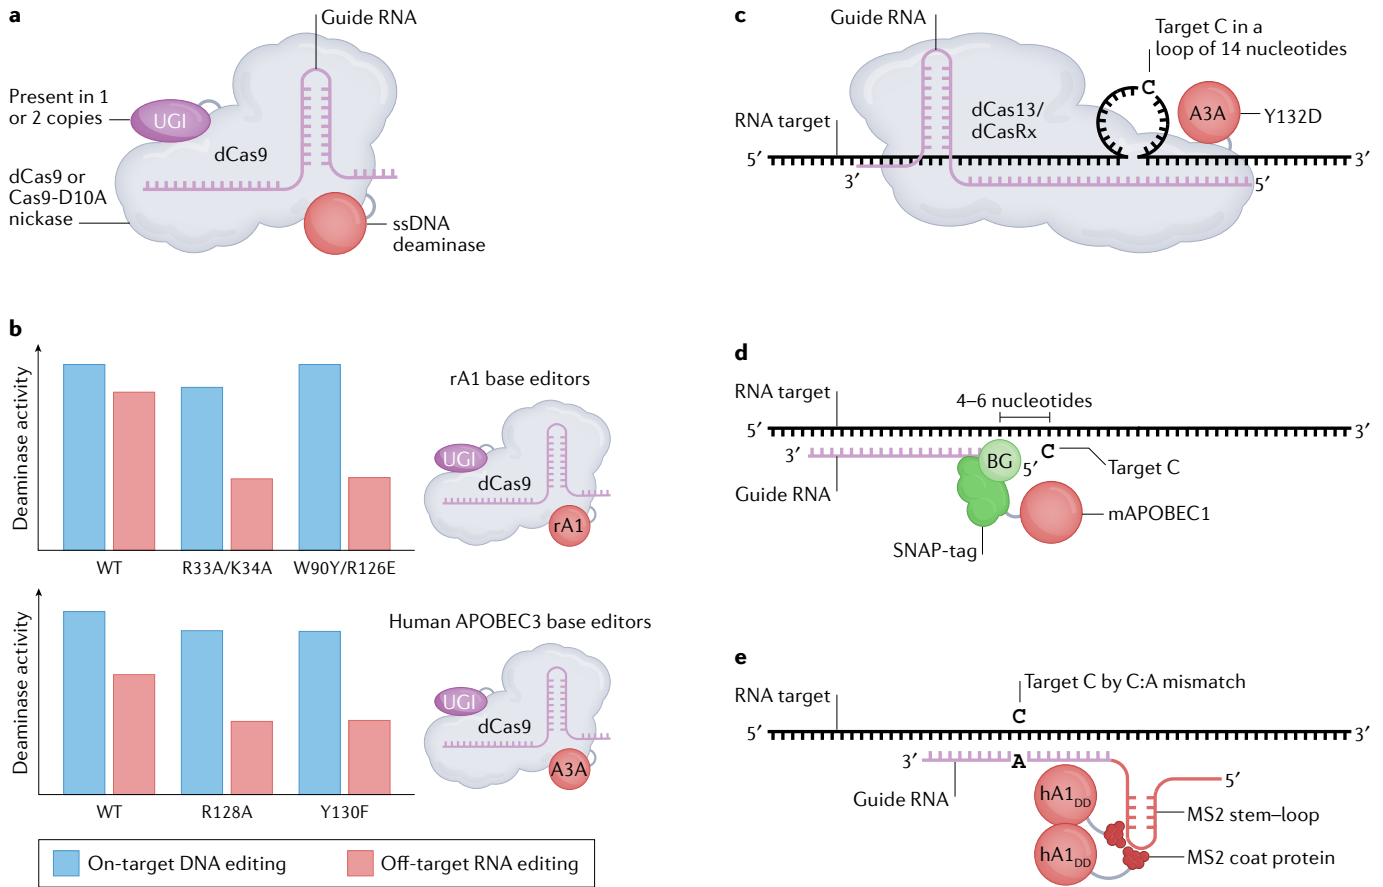 a
Guide RNA
Present in 1
or 2 copies
UGI
dCas9
dCas9 or
Cas9-D10A
nickase
ssDNA
deaminase
b
Deaminase activity
WT
R33A/K34A
W90Y/R126E
rA1 base editors
UGI
dCas9
rA1
Deaminase activity
WT
R128A
Y130F
Human APOBEC3 base editors
UGI
dCas9
A3A
On-target DNA editing
Off-target RNA editing
c
Guide RNA
Target C in a
loop of 14 nucleotides
C
dCas13/
dCasRx
A3A
Y132D
RNA target
5′
3′
3′
5′
d
RNA target
4–6 nucleotides
5′
3′
3′
BG
5′
C
Target C
Guide RNA
mAPOBEC1
SNAP-tag
e
Target C by C:A mismatch
RNA target
C
5′
3′
3′
A
5′
Guide RNA
hA1DD
MS2 stem–loop
hA1DD
MS2 coat protein